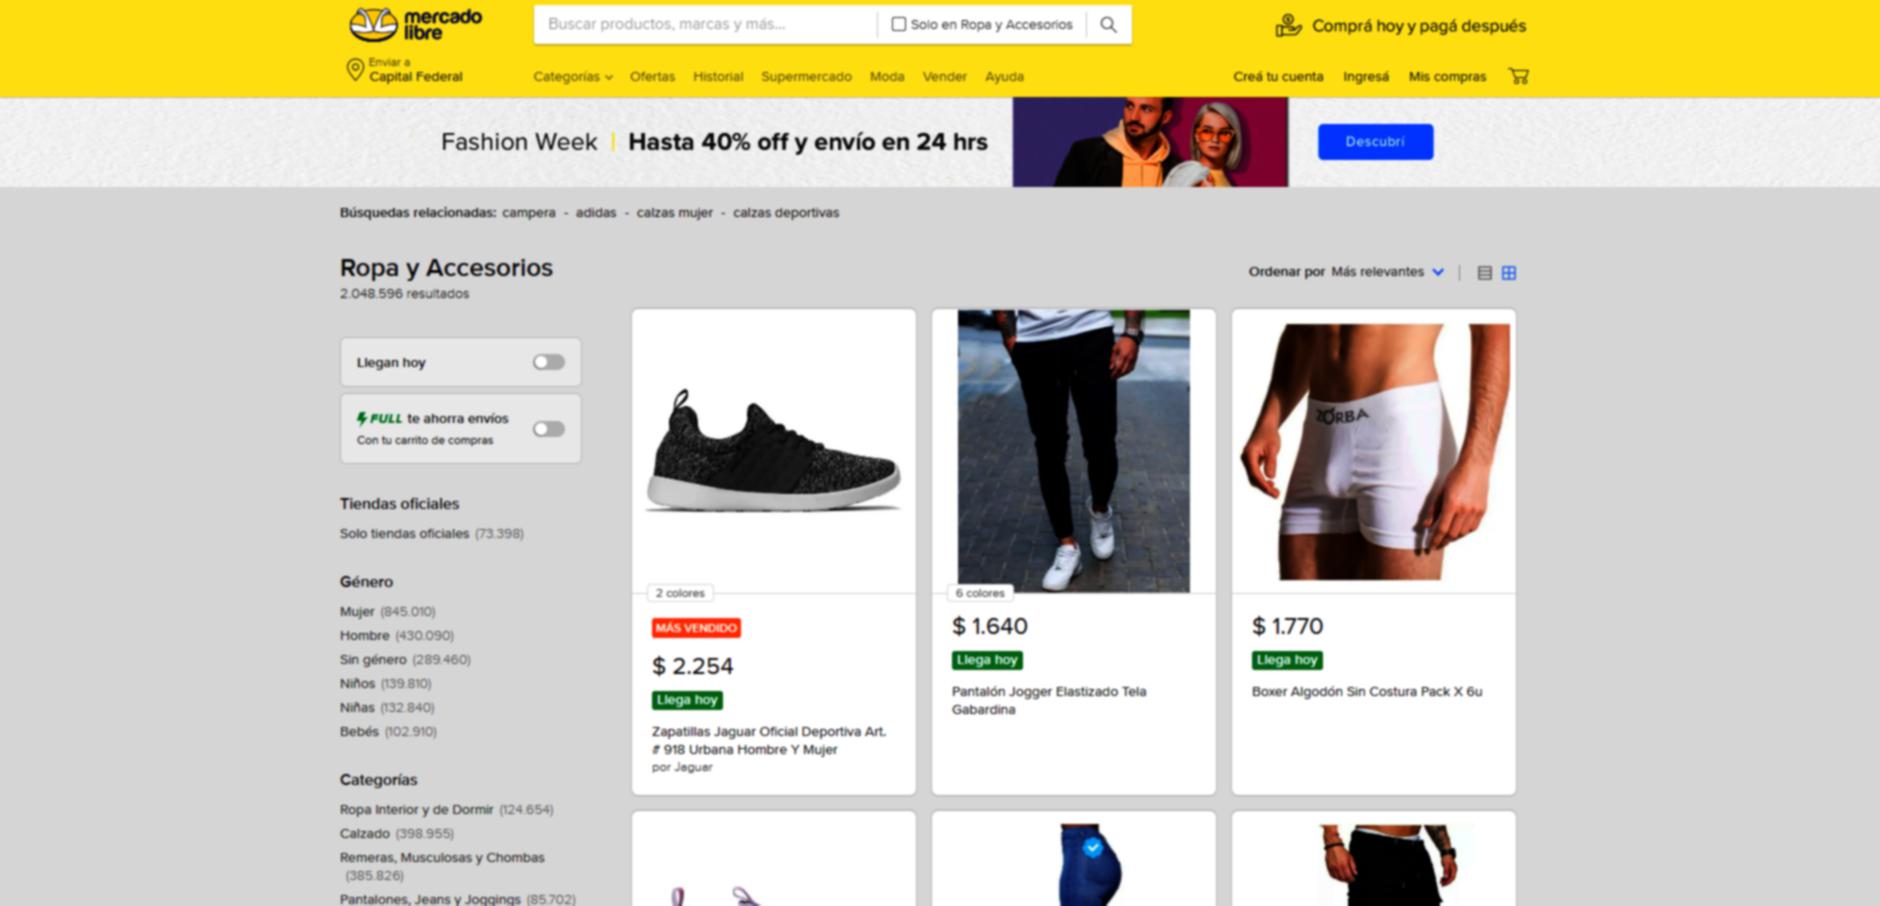 mercado
libre
Buscar productos, marcas y más...
Solo en Ropa y Accesorios
Comprá hoy y pagá después
Enviar a
Capital Federal
Categorías
Ofertas
Historial
Supermercado
Moda
Vender
Ayuda
Creá tu cuenta
Ingresá
Mis compras
Fashion Week | Hasta 40% off y envío en 24 hrs
Descubrí
Búsquedas relacionadas: campera - adidas - calzas mujer - calzas deportivas
Ropa y Accesorios
2.048.596 resultados
Ordenar por Más relevantes
Llegan hoy
FULL te ahorra envíos
Con tu carrito de compras
Tiendas oficiales
Solo tiendas oficiales (73.398)
Género
Mujer (845.010)
Hombre (430.090)
Sin género (289.460)
Niños (139.810)
Niñas (132.840)
Bebés (102.910)
Categorías
Ropa Interior y de Dormir (124.654)
Calzado (398.955)
Remeras, Musculosas y Chombas
(385.826)
Pantalones, Jeans y Joggings (85.702)
2 colores
MÁS VENDIDO
$ 2.254
Llega hoy
Zapatillas Jaguar Oficial Deportiva Art.
# 918 Urbana Hombre Y Mujer
por Jaguar
6 colores
$ 1.640
Llega hoy
Pantalón Jogger Elastizado Tela
Gabardina
ZORBA
$ 1.770
Llega hoy
Boxer Algodón Sin Costura Pack X 6u